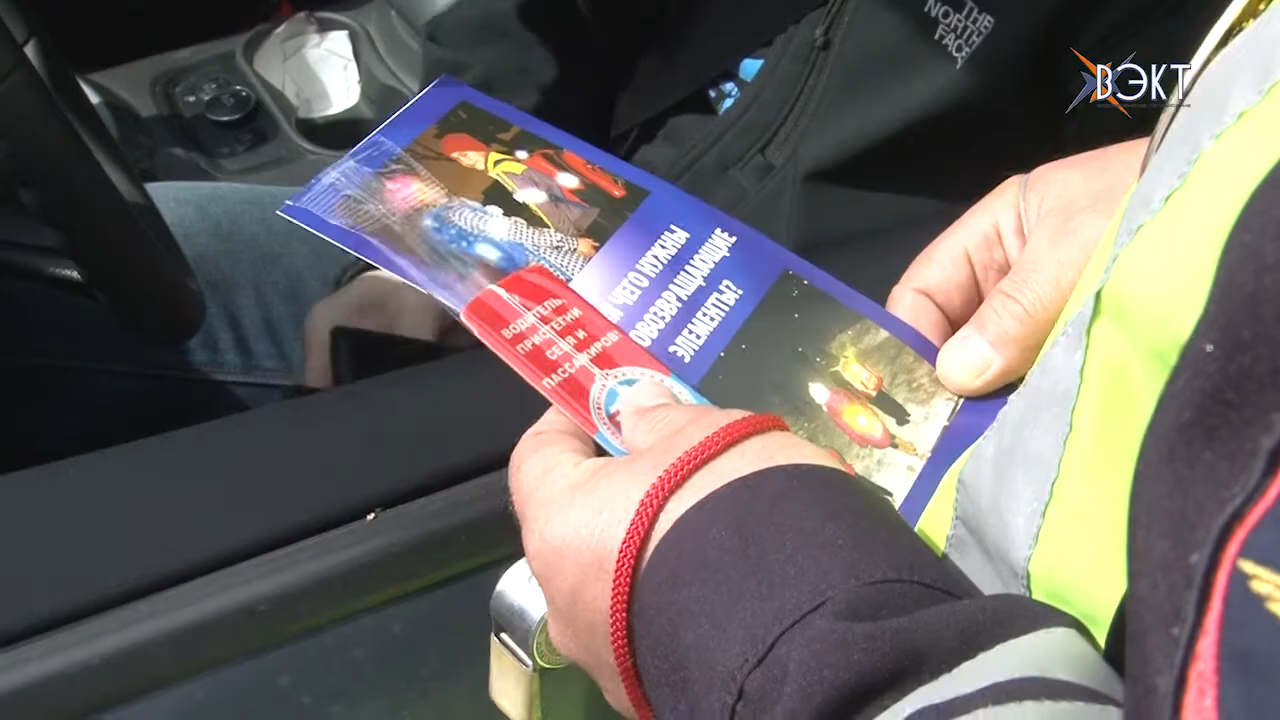 THE
NORTH
FACE
ВЭКТ
ЧЕГО НУЖНЫ
ОВОЗВРАЩАЮЩИЕ
ЭЛЕМЕНТЫ?
ВОДИТЕЛЬ,
ПРИСТЕГНИ
СЕБЯ И
ПАССАЖИРОВ